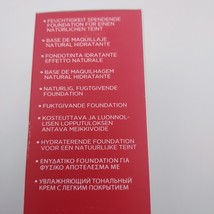 • FEUCHTIGKEIT SPENDENDE
FOUNDATION FÜR EINEN
NATÜRLICHEN TEINT
• BASE DE MAQUILLAJE
NATURAL HIDRATANTE
• FONDOTINTA IDRATANTE
EFFETTO NATURALE
• BASE DE MAQUILHAGEM
NATURAL HIDRATANTE
• NATURLIG, FUGTGIVENDE
FOUNDATION
• FUKTGIVANDE FOUNDATION
• KOSTEUTTAVA JA LUONNOL-
LISEN LOPPUTULOKSEN
ANTAVA MEIKKIVOIDE
• HYDRATERENDE FOUNDATION
VOOR EEN NATUURLIJKE TEINT
• ΕΝΥΔΑΤΙΚΟ FOUNDATION ΓΙΑ
ΦΥΣΙΚΟ ΑΠΟΤΕΛΕΣΜΑ ΜΕ
• УВЛАЖНЯЮЩИЙ ТОНАЛЬНЫЙ
КРЕМ С ЛЕГКИМ ПОКРЫТИЕМ